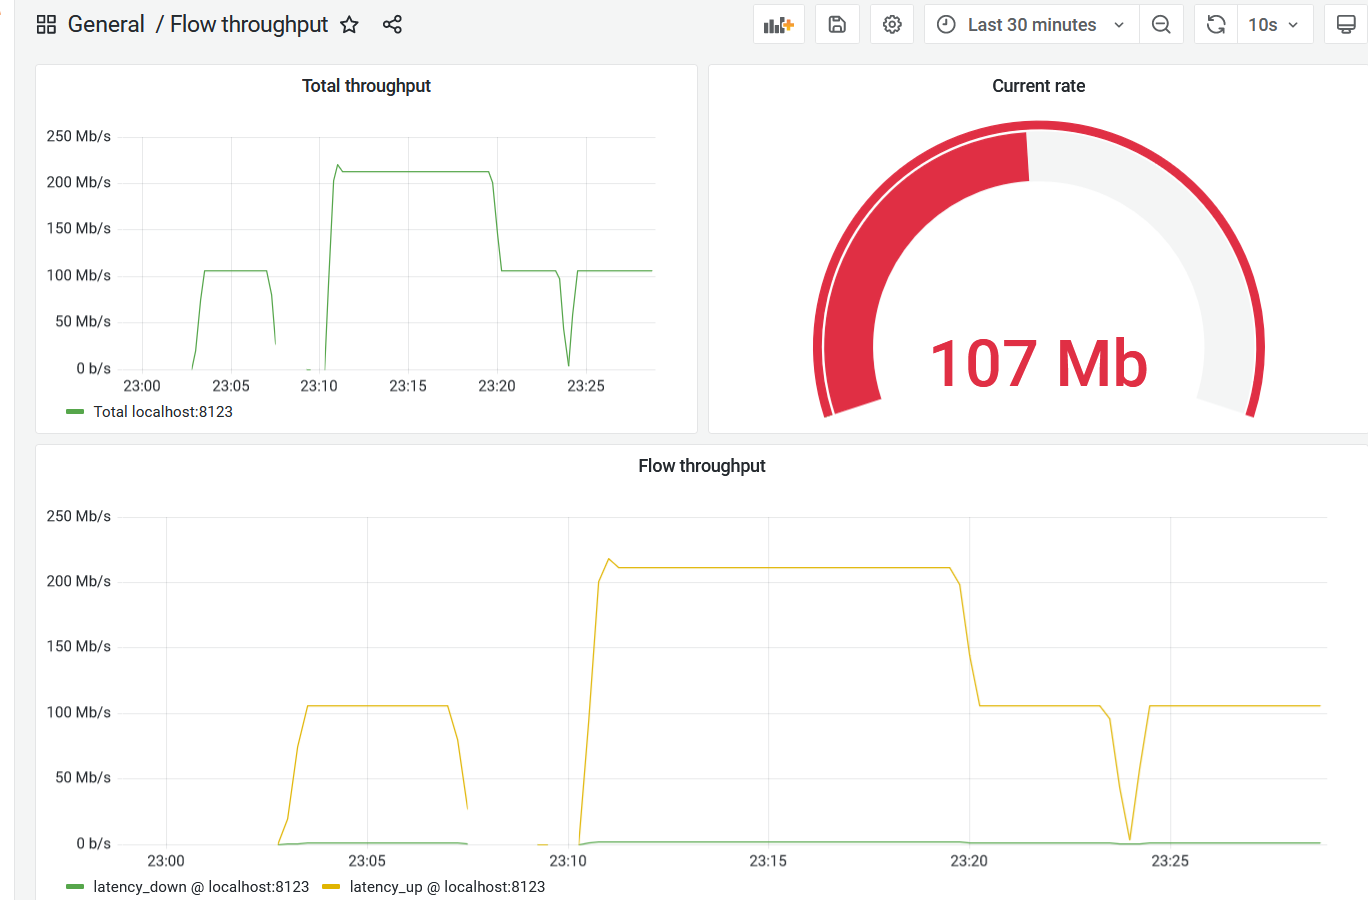 General / Flow throughput
Last 30 minutes
10s
Total throughput
250 Mb/s
200 Mb/s
150 Mb/s
100 Mb/s
50 Mb/s
0 b/s
23:00 23:05 23:10 23:15 23:20 23:25
Total localhost:8123
Current rate
107 Mb
Flow throughput
250 Mb/s
200 Mb/s
150 Mb/s
100 Mb/s
50 Mb/s
0 b/s
23:00 23:05 23:10 23:15 23:20 23:25
latency_down @ localhost:8123 latency_up @ localhost:8123